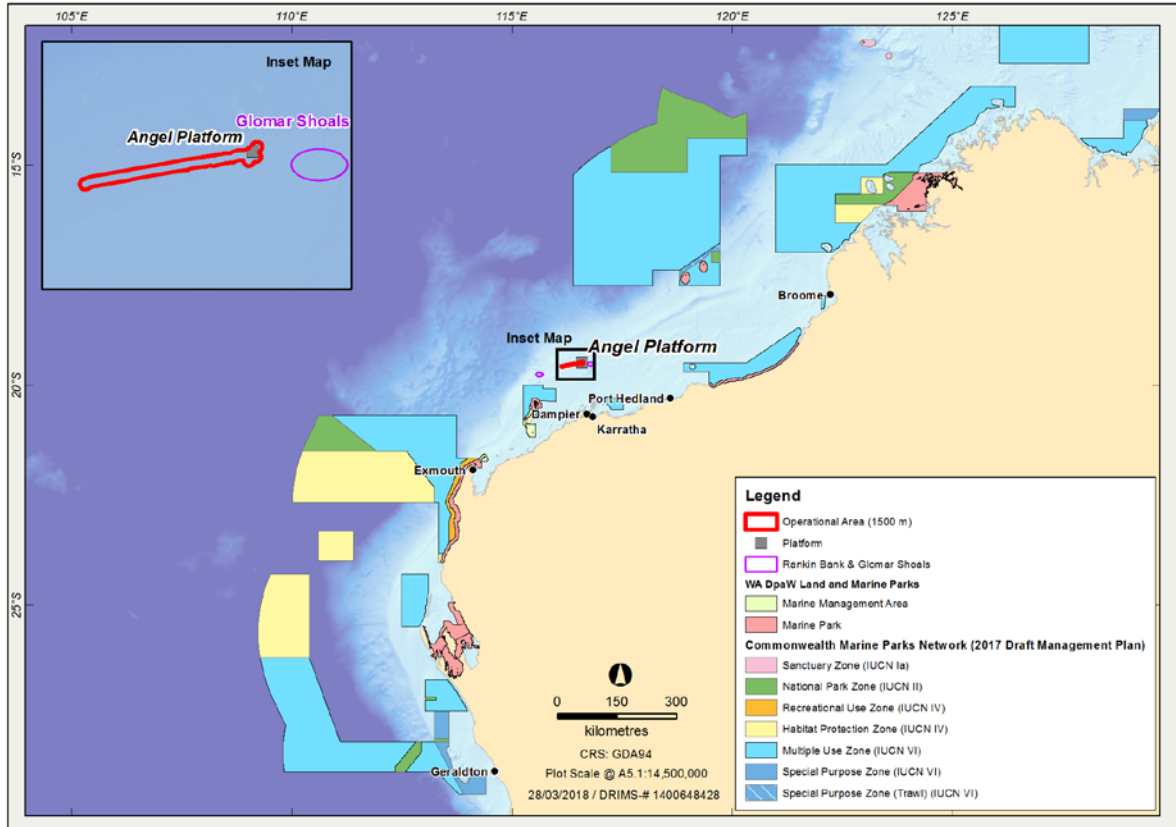 105°E 110°E 115°E 120°E 125°E
15°S
20°S
25°S
Inset Map
Glomar Shoals
Angel Platform
Broome
Inset Map
Angel Platform
Port Hedland
Dampier
Karratha
Exmouth
Geraldton
0 150 300
kilometres
CRS: GDA94
Plot Scale @ A5.1:14,500,000
28/03/2018 / DRIMS-# 1400648428
Legend
Operational Area (1500 m)
Platform
Rankin Bank & Glomar Shoals
WA DpaW Land and Marine Parks
Marine Management Area
Marine Park
Commonwealth Marine Parks Network (2017 Draft Management Plan)
Sanctuary Zone (IUCN Ia)
National Park Zone (IUCN II)
Recreational Use Zone (IUCN IV)
Habitat Protection Zone (IUCN IV)
Multiple Use Zone (IUCN VI)
Special Purpose Zone (IUCN VI)
Special Purpose Zone (Trawl) (IUCN VI)